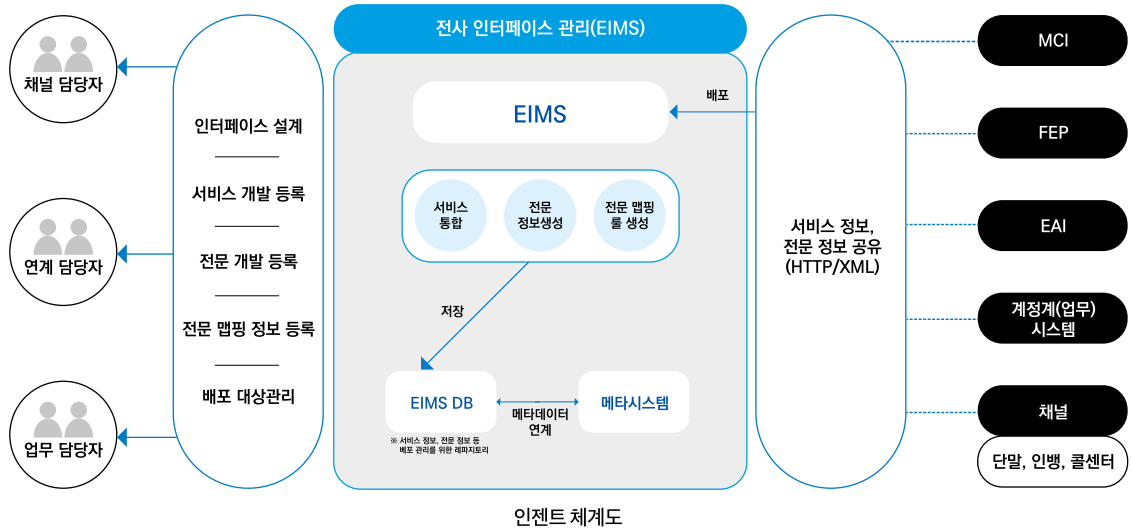 전사 인터페이스 관리(EIMS)
채널 담당자
연계 담당자
업무 담당자
인터페이스 설계
서비스 개발 등록
전문 개발 등록
전문 맵핑 정보 등록
배포 대상관리
EIMS
배포
서비스
통합
전문
정보생성
전문 맵핑
룰 생성
저장
EIMS DB
메타데이터
연계
메타시스템
※ 서비스 정보, 전문 정보 등
베포 관리를 위한 레파지토리
서비스 정보,
전문 정보 공유
(HTTP/XML)
MCI
FEP
EAI
계정계(업무)
시스템
채널
단말, 인뱅, 콜센터
인젠트 체계도